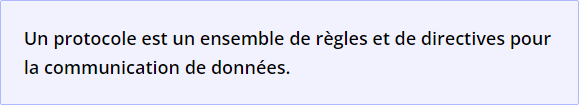 Un protocole est un ensemble de règles et de directives pour
la communication de données.